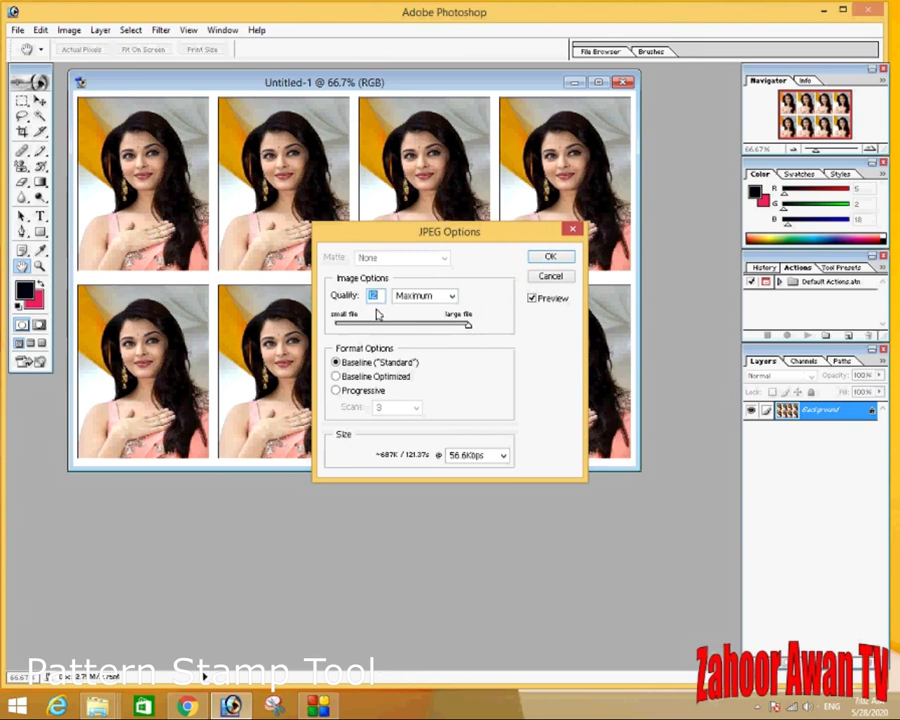 Adobe Photoshop
File Edit Image Layer Select Filter View Window Help
Actual Pixels Fit On Screen Print Size File Browser Brushes
Untitled-1 @ 66.7% (RGB)
Navigator Info
66.67%
Color Swatches Styles
R 5
G 2
B 18
History Actions Tool Presets
Default Actions.atn
Layers Channels Paths
Normal Opacity: 100%
Lock: Fill: 100%
Background
JPEG Options
Matte: None OK
Cancel
Image Options
Quality: 12 Maximum Preview
small file large file
Format Options
Baseline ("Standard")
Baseline Optimized
Progressive
Scans: 3
Size
~687K / 121.37s @ 56.6Kbps
Pattern Stamp Tool
Zahoor Awan TV
ENG
5/28/2020